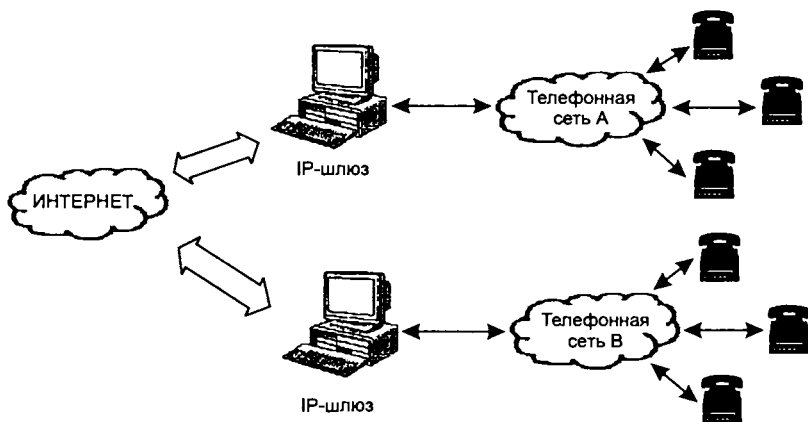 Телефонная
сеть А
IP-шлюз
ИНТЕРНЕТ
Телефонная
сеть В
IP-шлюз